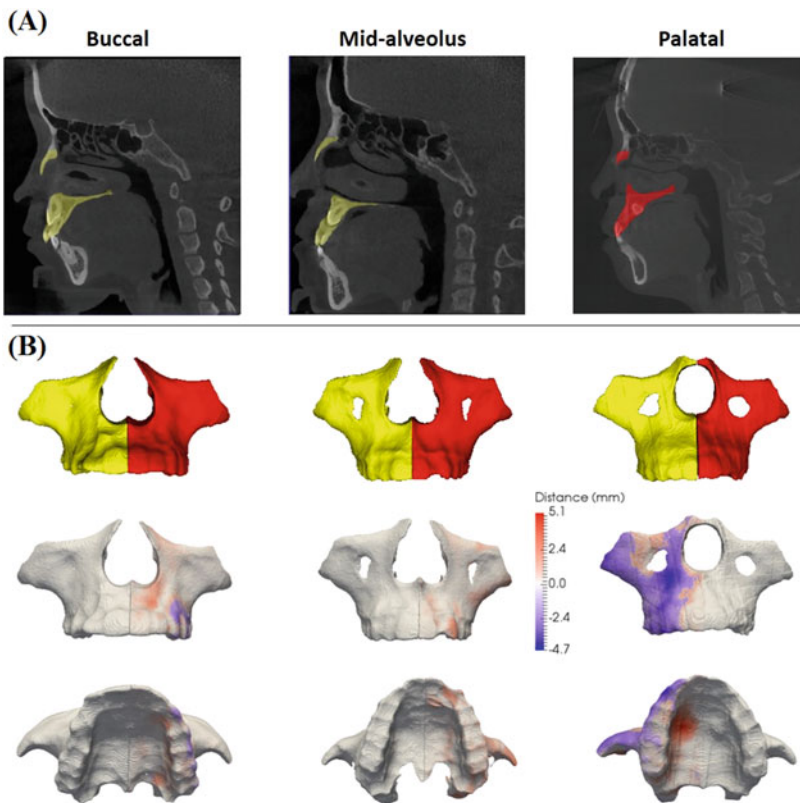 (A)
Buccal
Mid-alveolus
Palatal
(B)
Distance (mm)
5.1
2.4
0.0
-2.4
-4.7